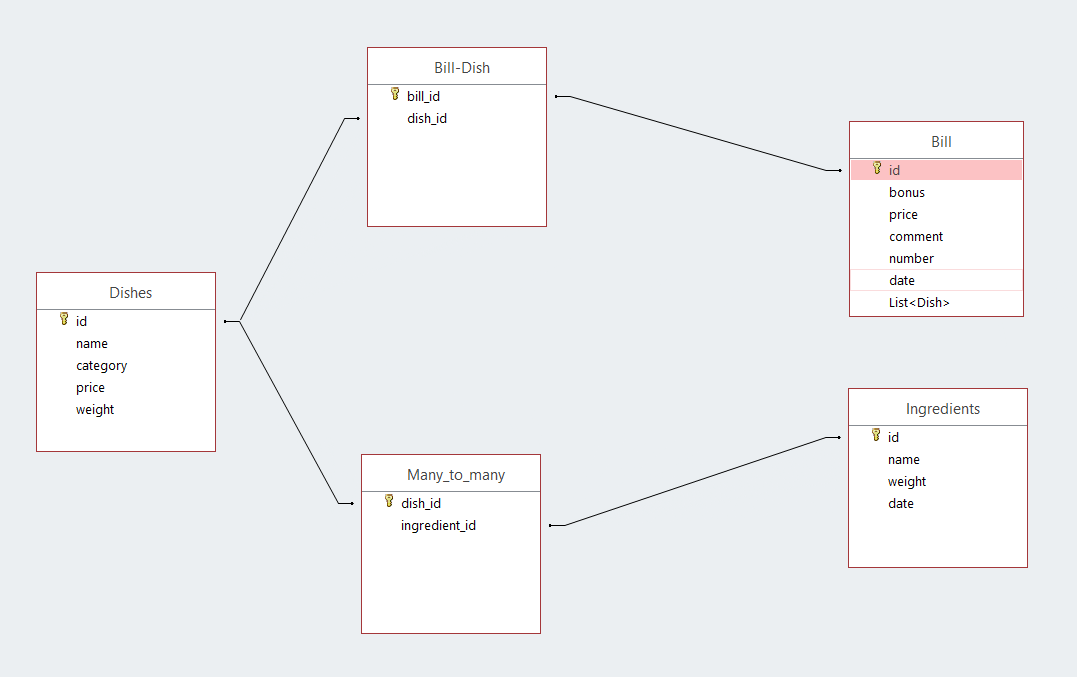 Bill-Dish
bill_id
dish_id
Bill
id
bonus
price
comment
number
date
List<Dish>
Dishes
id
name
category
price
weight
Many_to_many
dish_id
ingredient_id
Ingredients
id
name
weight
date